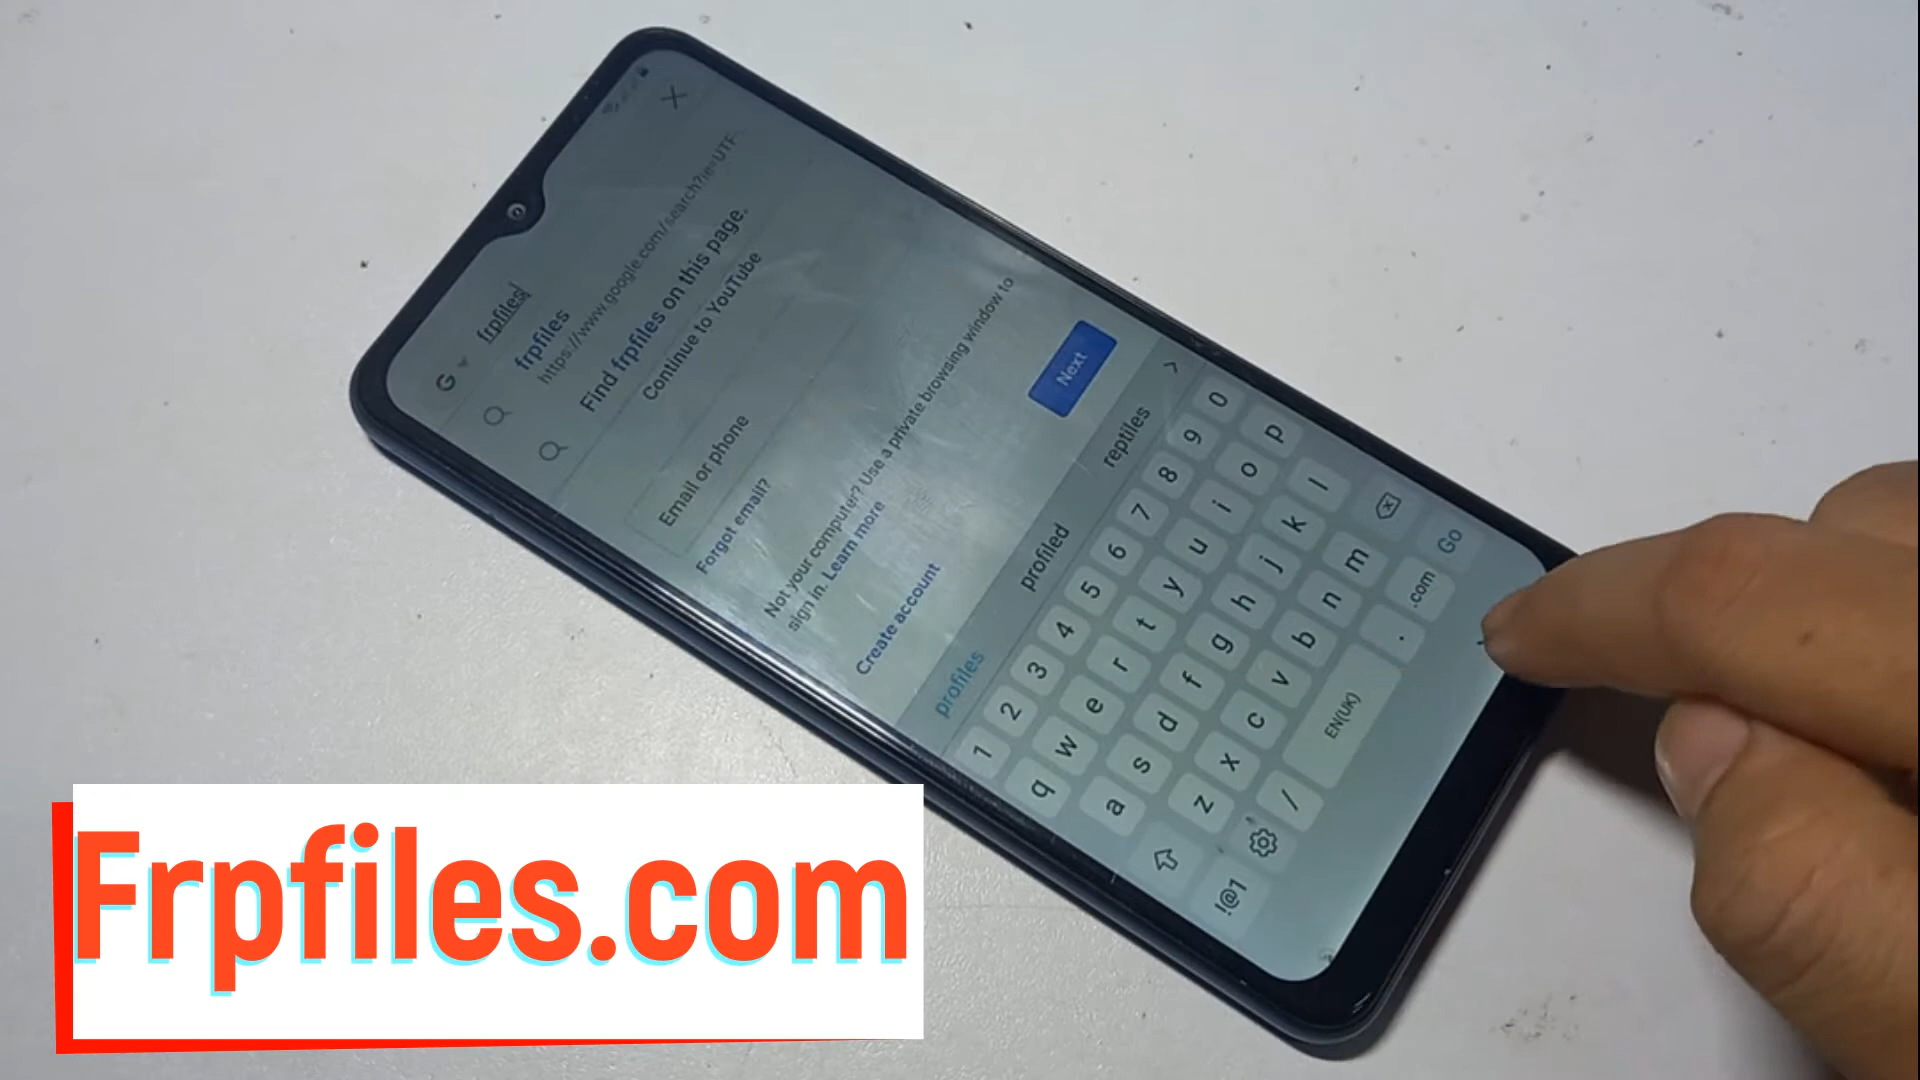 G frpfiles
frpfiles
https://www.google.com/search?ie=UTF-
Find frpfiles on this page.
Continue to YouTube
Email or phone
Forgot email?
Not your computer? Use a private browsing window to
sign in. Learn more
Create account
Next
profiles profiled reptiles
1 2 3 4 5 6 7 8 9 0
q w e r t y u i o p
a s d f g h j k l
z x c v b n m
!@1 / EN(UK) . .com Go
Frpfiles.com